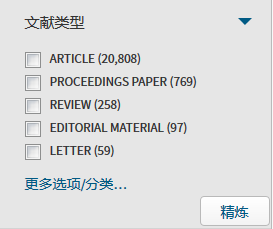 文献类型
ARTICLE (20,808)
PROCEEDINGS PAPER (769)
REVIEW (258)
EDITORIAL MATERIAL (97)
LETTER (59)
更多选项/分类...
精炼